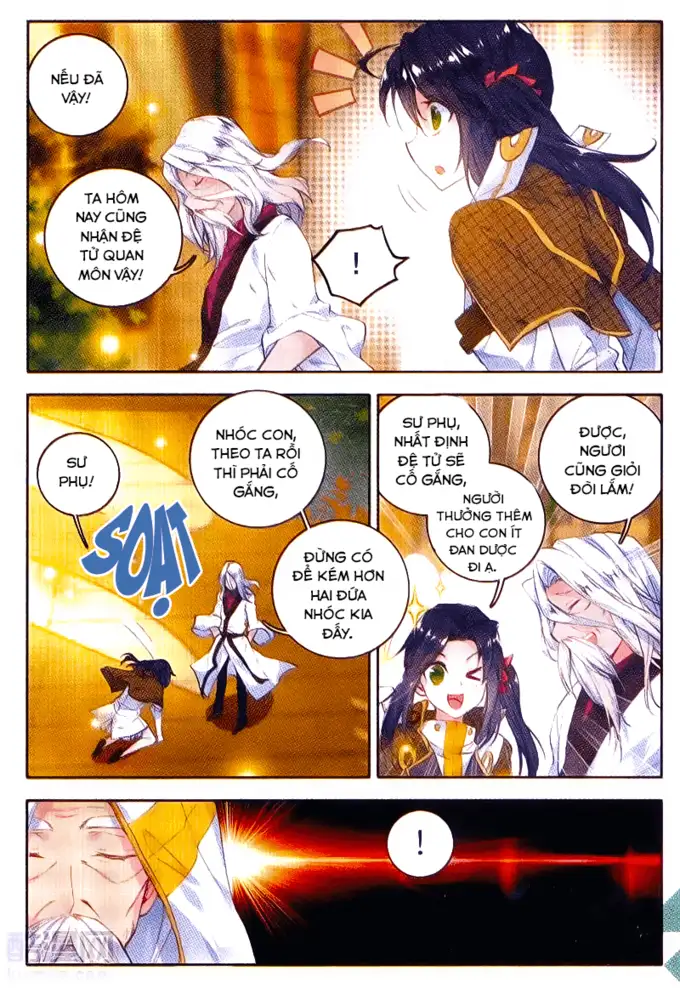 NẾU ĐÃ
VẬY!
TA HÔM
NAY CŨNG
NHẬN ĐỆ
TỬ QUAN
MÔN VẬY!
!
SƯ
PHỤ!
SOẠT
NHÓC CON,
THEO TA RỒI
THÌ PHẢI CỐ
GẮNG,
ĐỪNG CÓ
ĐỂ KÉM HƠN
HAI ĐỨA
NHÓC KIA
ĐẤY.
SƯ PHỤ,
NHẤT ĐỊNH
ĐỆ TỬ SẼ
CỐ GẮNG,
NGƯỜI
THƯỞNG THÊM
CHO CON ÍT
ĐAN DƯỢC
ĐI Ạ.
ĐƯỢC,
NGƯƠI
CŨNG GIỎI
ĐÔI LẮM!
!